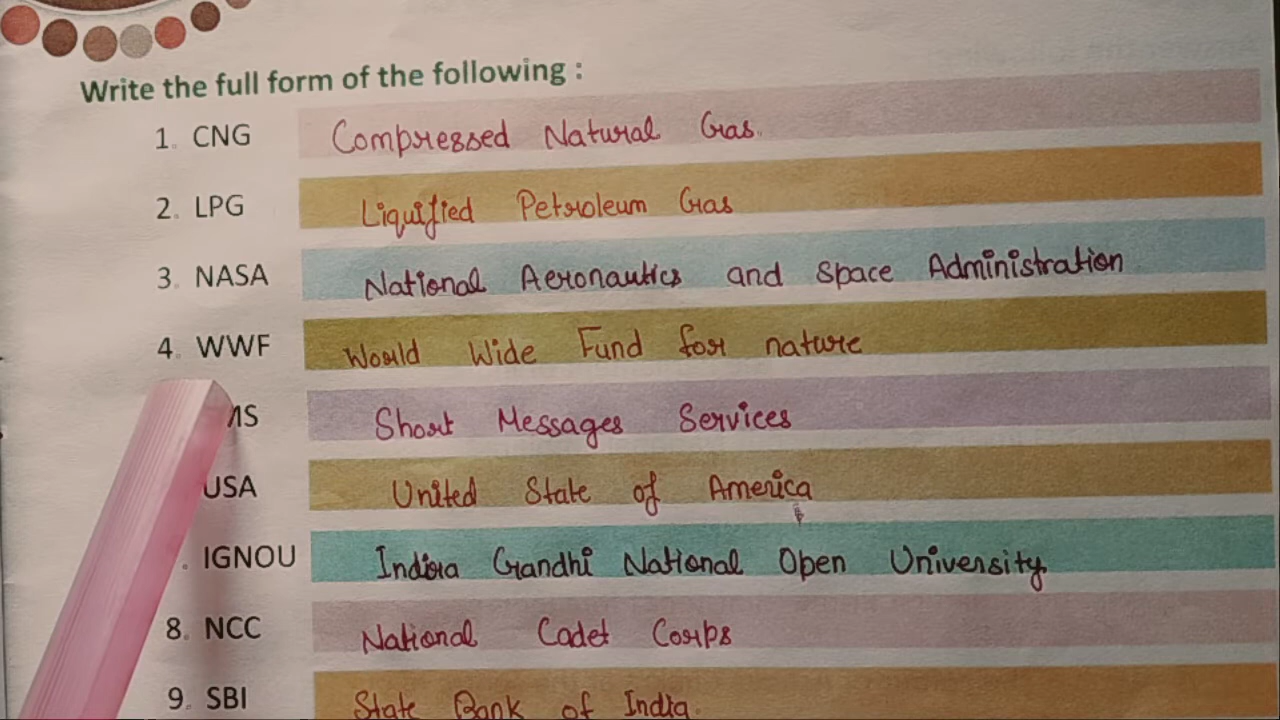 Write the full form of the following :
1. CNG Compressed Natural Gas.
2. LPG Liquified Petroleum Gas
3. NASA National Aeronautics and Space Administration
4. WWF World Wide Fund for nature
MS Short Messages Services
USA United State of America
. IGNOU Indira Gandhi National Open University.
8. NCC National Cadet Corps
9. SBI State Bank of India.